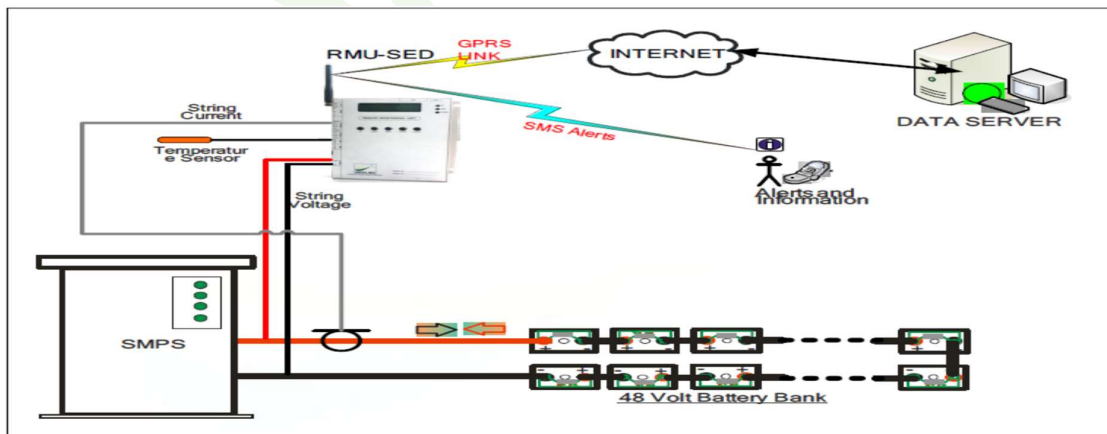 RMU-SED
GPRS
LINK
INTERNET
DATA SERVER
String
Current
Temperatur
e Sensor
SMS Alerts
String
Voltage
Alerts and
Information
SMPS
48 Volt Battery Bank